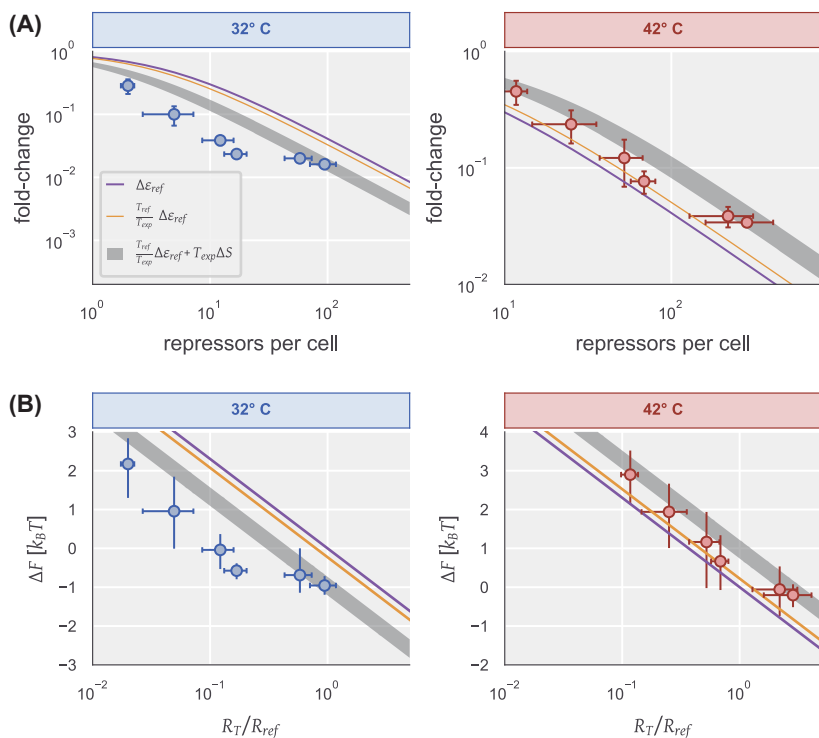 (A)
32° C
42° C
fold-change
10^0
10^-1
10^-2
10^-3
Δε_ref
T_ref/T_exp Δε_ref
T_ref/T_exp Δε_ref + T_exp ΔS
10^0
10^1
10^2
repressors per cell
fold-change
10^0
10^-1
10^-2
10^1
10^2
repressors per cell
(B)
32° C
42° C
ΔF [k_BT]
3
2
1
0
−1
−2
−3
10^-2
10^-1
10^0
R_T/R_ref
ΔF [k_BT]
4
3
2
1
0
−1
−2
10^-2
10^-1
10^0
R_T/R_ref